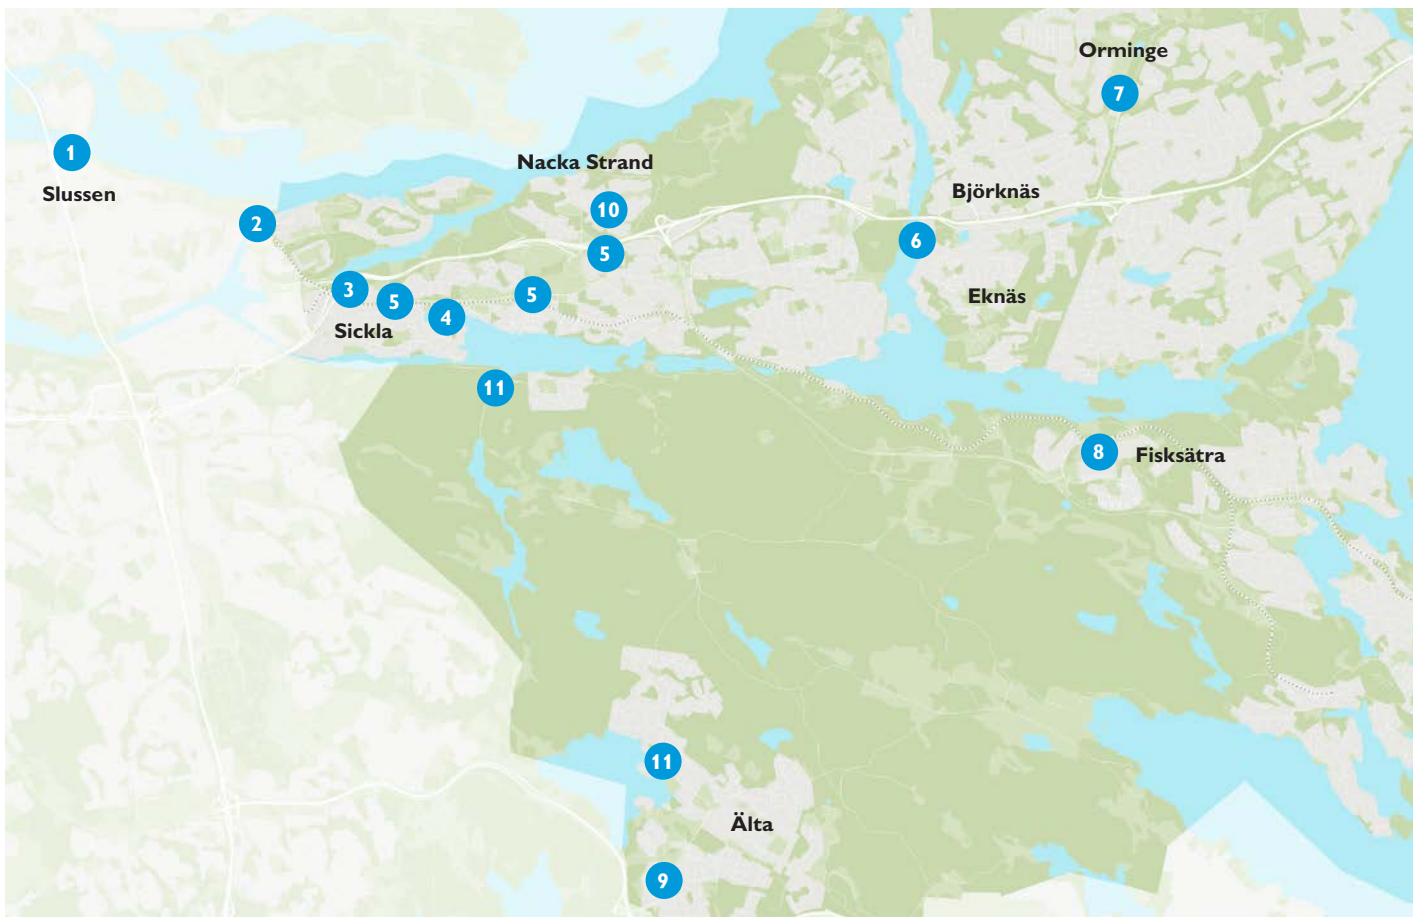 Orminge
7
1
Slussen
Nacka Strand
Björknäs
10
2
6
5
3
5
5
Eknäs
4
Sickla
11
8
Fisksätra
11
Älta
9